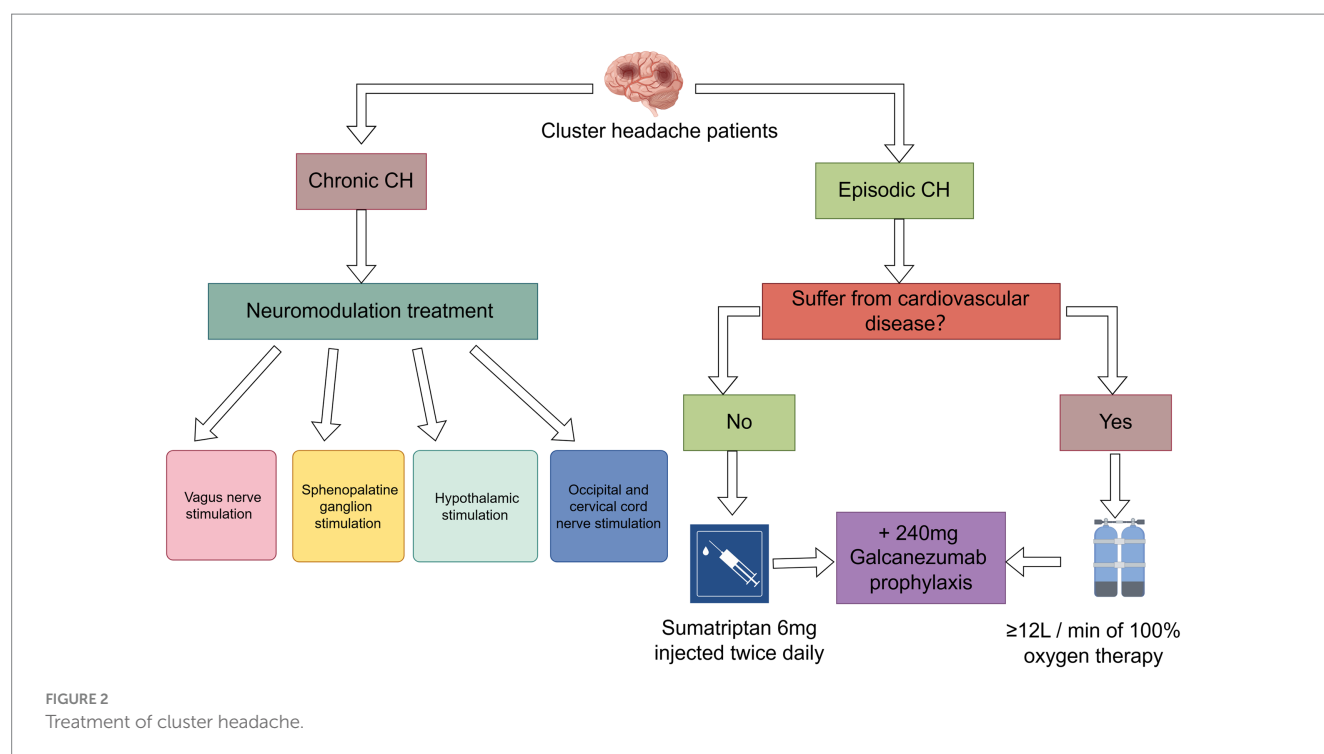 Cluster headache patients
Chronic CH
Episodic CH
Neuromodulation treatment
Suffer from cardiovascular
disease?
No
Yes
Vagus nerve
stimulation
Sphenopalatine
ganglion
stimulation
Hypothalamic
stimulation
Occipital and
cervical cord
nerve stimulation
+ 240mg
Galcanezumab
prophylaxis
Sumatriptan 6mg
injected twice daily
≥12L / min of 100%
oxygen therapy
FIGURE 2
Treatment of cluster headache.